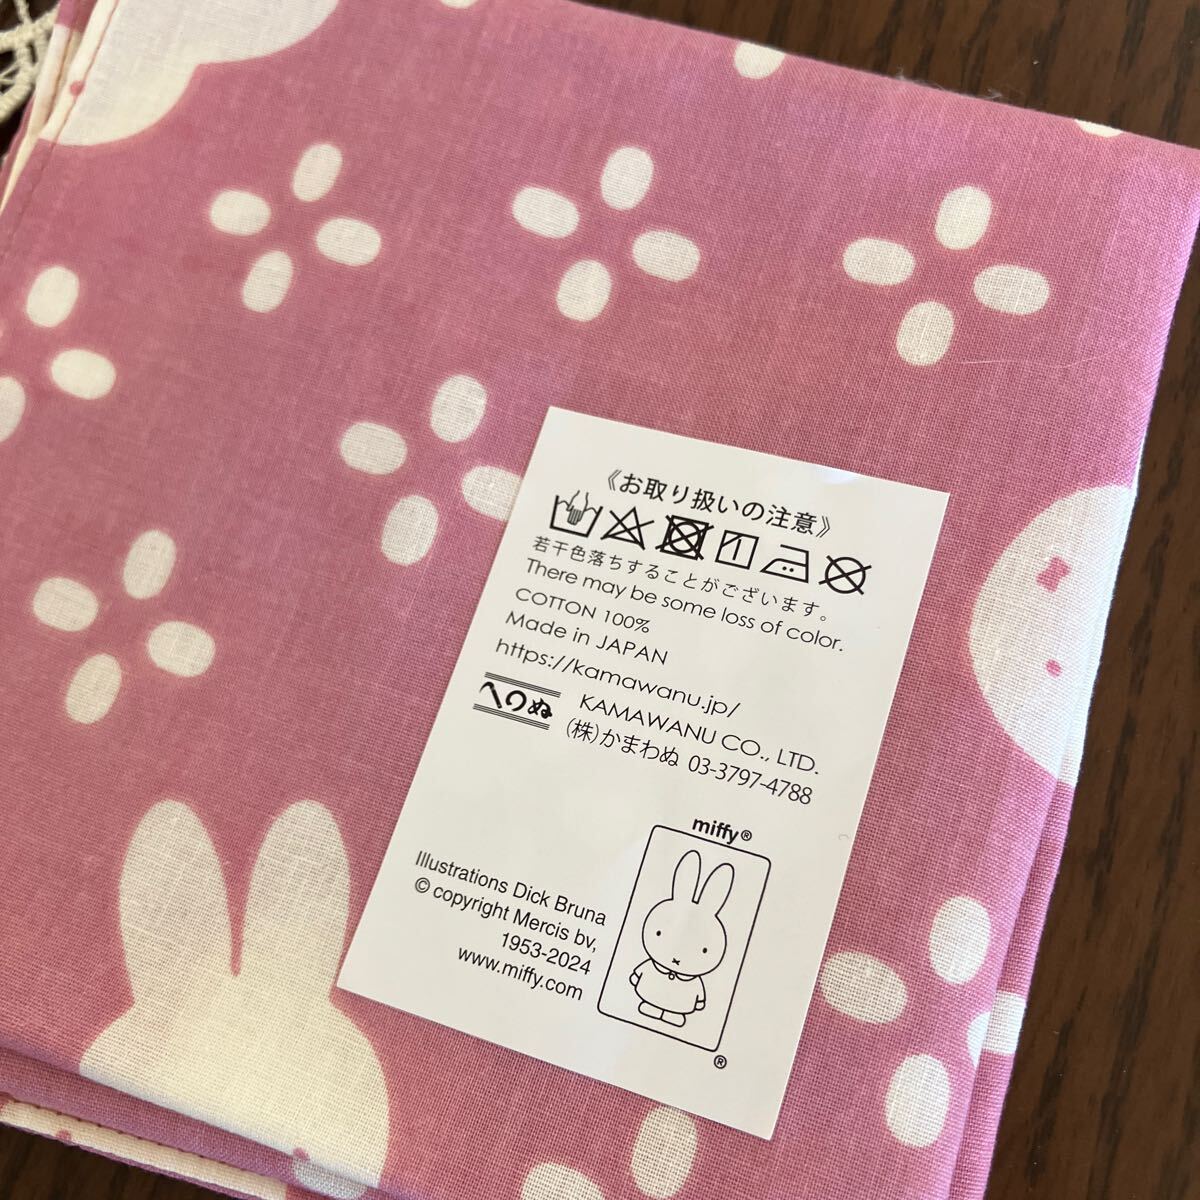 《お取り扱いの注意》
若干色落ちすることがございます。
There may be some loss of color.
COTTON 100%
Made in JAPAN
https://kamawanu.jp/
KAMAWANU CO., LTD.
(株)かまわぬ 03-3797-4788
miffy®
Illustrations Dick Bruna
© copyright Mercis bv,
1953-2024
www.miffy.com
®